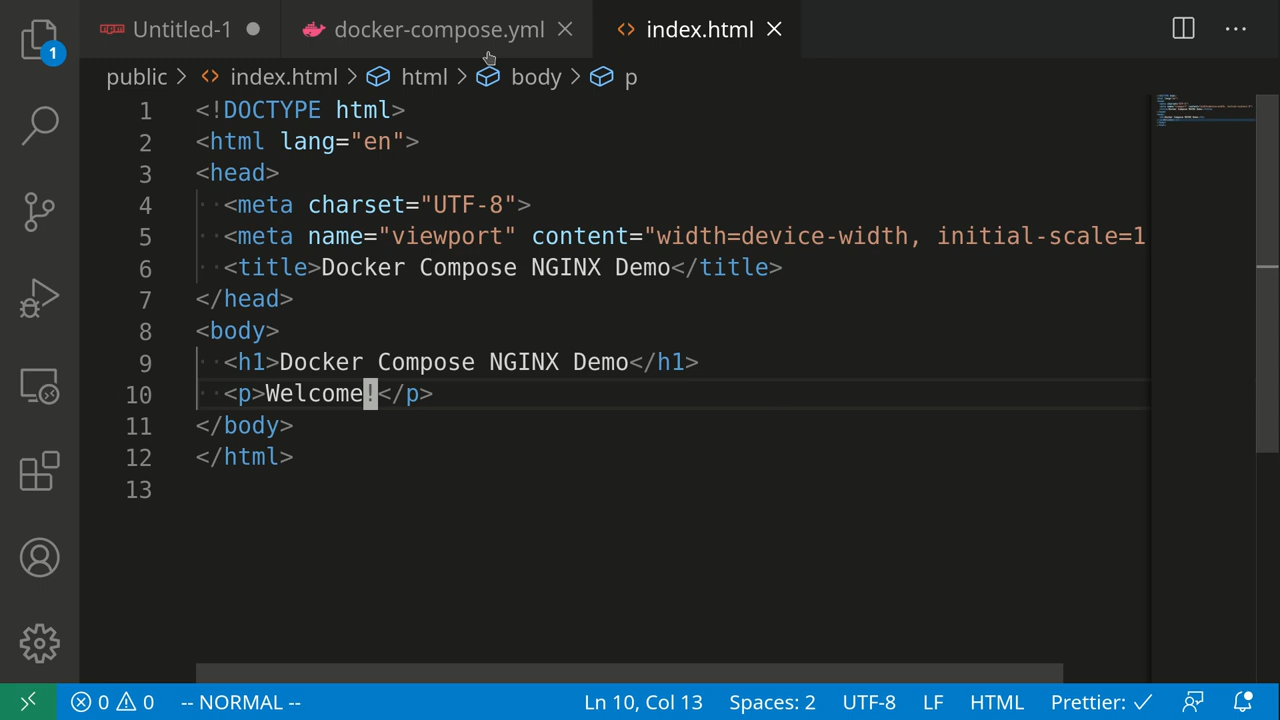 Untitled-1
docker-compose.yml
index.html
1
public > index.html > html > body > p
1 <!DOCTYPE html>
2 <html lang="en">
3 <head>
4 <meta charset="UTF-8">
5 <meta name="viewport" content="width=device-width, initial-scale=1
6 <title>Docker Compose NGINX Demo</title>
7 </head>
8 <body>
9 <h1>Docker Compose NGINX Demo</h1>
10 <p>Welcome!</p>
11 </body>
12 </html>
13
0 0 -- NORMAL -- Ln 10, Col 13 Spaces: 2 UTF-8 LF HTML Prettier: ✓